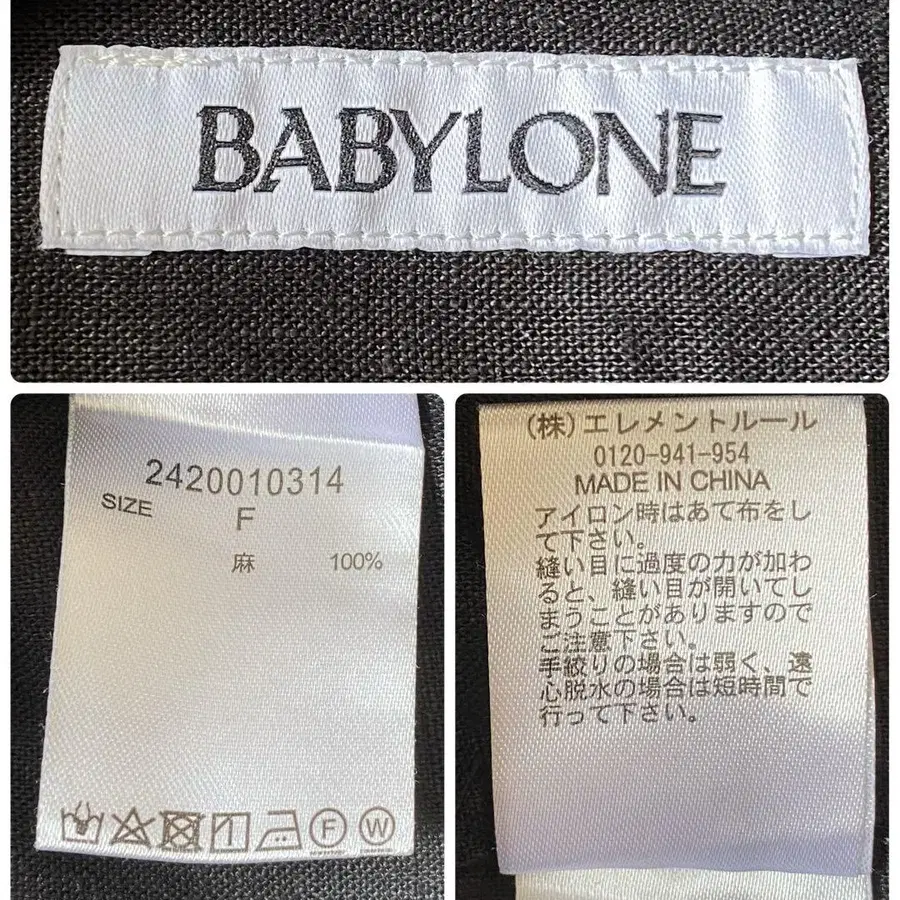 BABYLONE
2420010314
SIZE F
麻 100%
F W
(株)エレメントルール
0120-941-954
MADE IN CHINA
アイロン時はあて布をし
て下さい。
縫い目に過度の力が加わ
ると、縫い目が開いてし
まうことがありますので
ご注意下さい。
手絞りの場合は弱く、遠
心脱水の場合は短時間で
行って下さい。